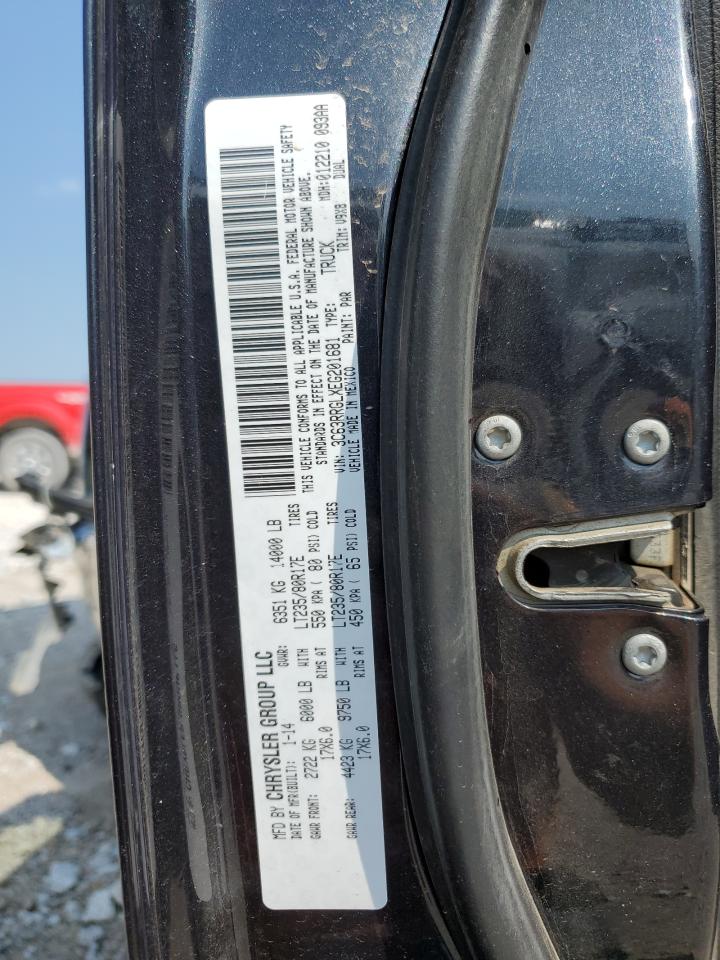 MFD BY CHRYSLER GROUP LLC
DATE OF MFR(BUILT): 1-14 GVWR: 6351 KG 14000 LB
GAWR FRONT: 2722 KG 6000 LB WITH LT235/80R17E TIRES
17X6.0 RIMS AT 550 KPA ( 80 PSI) COLD
GAWR REAR: 4423 KG 9750 LB WITH LT235/80R17E TIRES
17X6.0 RIMS AT 450 KPA ( 65 PSI) COLD
THIS VEHICLE CONFORMS TO ALL APPLICABLE U.S.A. FEDERAL MOTOR VEHICLE SAFETY
STANDARDS IN EFFECT ON THE DATE OF MANUFACTURE SHOWN ABOVE.
VIN: 3C63RRGLXEG201681 TYPE: TRUCK MDH:012210 093AA
VEHICLE MADE IN MEXICO PAINT: PAR TRIM: V9X8 DUAL